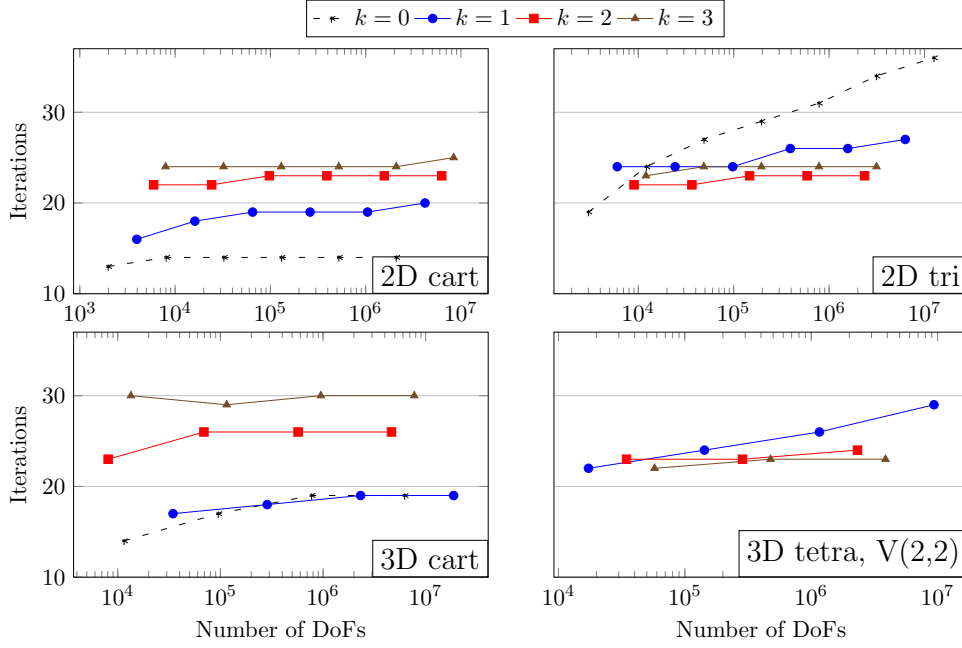 k = 0 k = 1 k = 2 k = 3
30
20
10
Iterations
10^3 10^4 10^5 10^6 10^7
2D cart
10^4 10^5 10^6 10^7
2D tri
30
20
10
Iterations
10^4 10^5 10^6 10^7
Number of DoFs
3D cart
10^4 10^5 10^6 10^7
Number of DoFs
3D tetra, V(2,2)